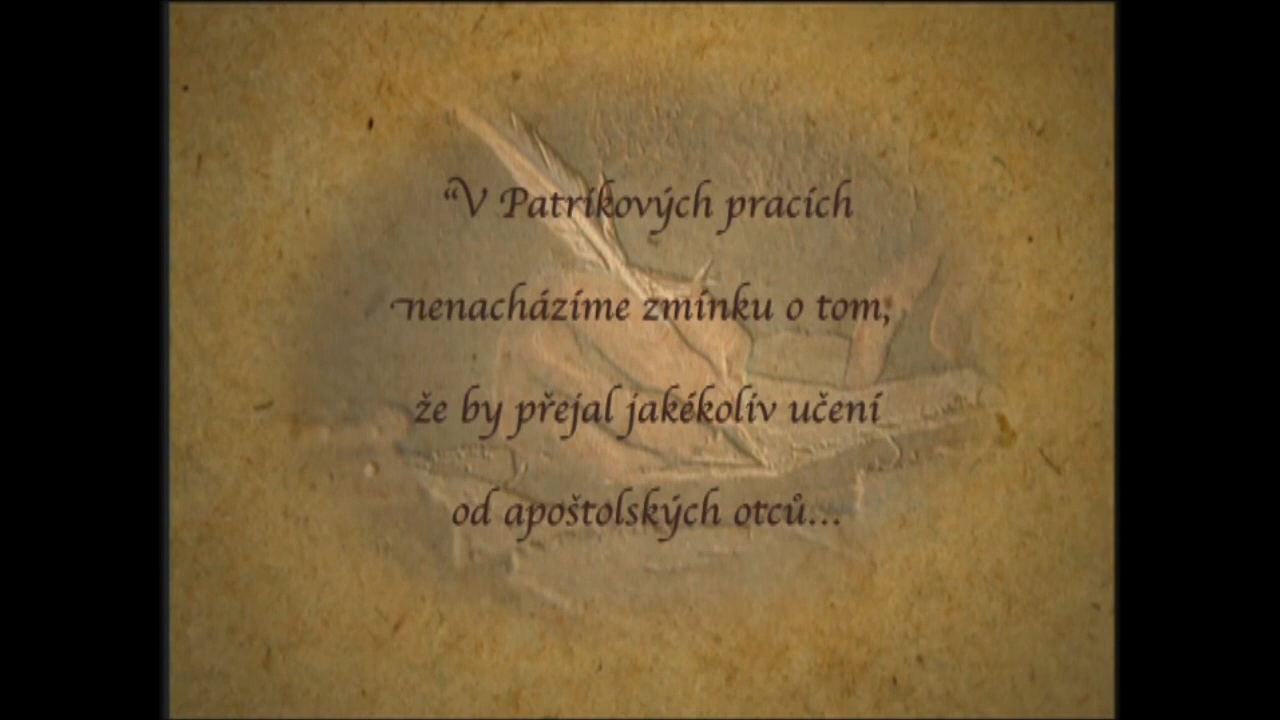 “V Patrikových pracích
nenacházíme zmínku o tom,
že by přejal jakékoliv učení
od apoštolských otců...